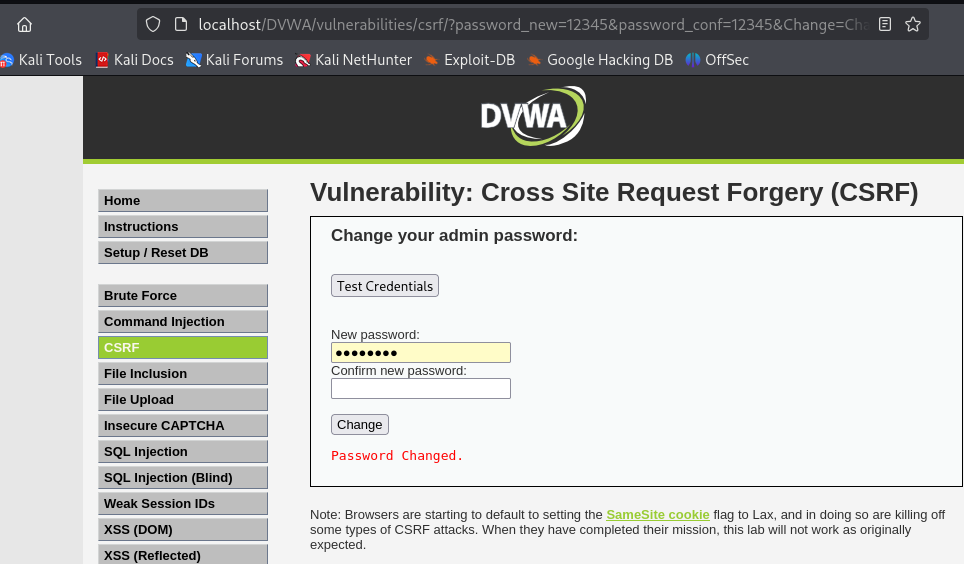 localhost/DVWA/vulnerabilities/csrf/?password_new=12345&password_conf=12345&Change=Cha
Kali Tools Kali Docs Kali Forums Kali NetHunter Exploit-DB Google Hacking DB OffSec
DVWA
Vulnerability: Cross Site Request Forgery (CSRF)
Home
Instructions
Setup / Reset DB
Brute Force
Command Injection
CSRF
File Inclusion
File Upload
Insecure CAPTCHA
SQL Injection
SQL Injection (Blind)
Weak Session IDs
XSS (DOM)
XSS (Reflected)
Change your admin password:
Test Credentials
New password:
●●●●●●●●
Confirm new password:
Change
Password Changed.
Note: Browsers are starting to default to setting the SameSite cookie flag to Lax, and in doing so are killing off
some types of CSRF attacks. When they have completed their mission, this lab will not work as originally
expected.